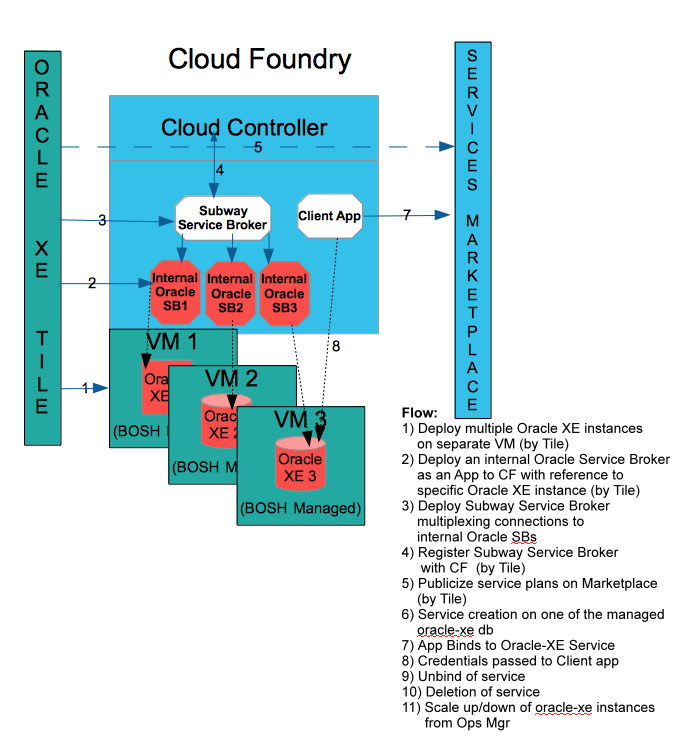 Cloud Foundry
ORACLE XE TILE
SERVICES MARKETPLACE
Cloud Controller
5
4
Subway
Service Broker
Client App
3
7
2
Internal
Oracle
SB1
Internal
Oracle
SB2
Internal
Oracle
SB3
8
1
VM 1
Ora
XE
(BOSH
VM 2
Orac
XE 2
(BOSH M
VM 3
Oracle
XE 3
(BOSH Managed)
Flow:
1) Deploy multiple Oracle XE instances
on separate VM (by Tile)
2) Deploy an internal Oracle Service Broker
as an App to CF with reference to
specific Oracle XE instance (by Tile)
3) Deploy Subway Service Broker
multiplexing connections to
internal Oracle SBs
4) Register Subway Service Broker
with CF (by Tile)
5) Publicize service plans on Marketplace
(by Tile)
6) Service creation on one of the managed
oracle-xe db
7) App Binds to Oracle-XE Service
8) Credentials passed to Client app
9) Unbind of service
10) Deletion of service
11) Scale up/down of oracle-xe instances
from Ops Mgr